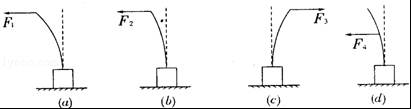 F₁ F₂ F₃ F₄
(a) (b) (c) (d)